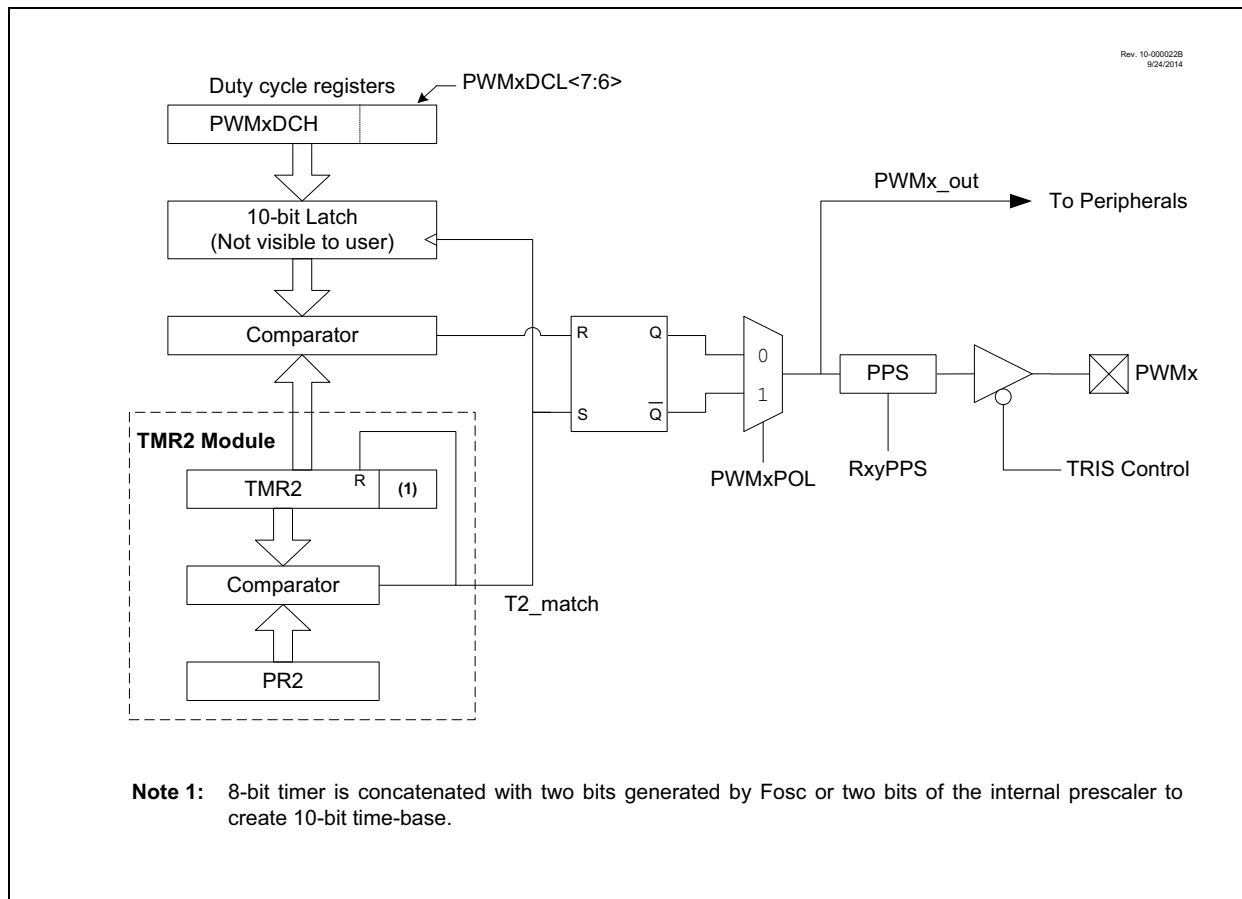 Rev. 10-000022B
9/24/2014
Duty cycle registers
PWMxDCL<7:6>
PWMxDCH
PWMx_out
To Peripherals
10-bit Latch
(Not visible to user)
Comparator
R
Q
S
Q̅
0
1
PPS
PWMx
PWMxPOL
RxyPPS
TRIS Control
TMR2 Module
TMR2
R
(1)
Comparator
T2_match
PR2
Note 1: 8-bit timer is concatenated with two bits generated by Fosc or two bits of the internal prescaler to
create 10-bit time-base.